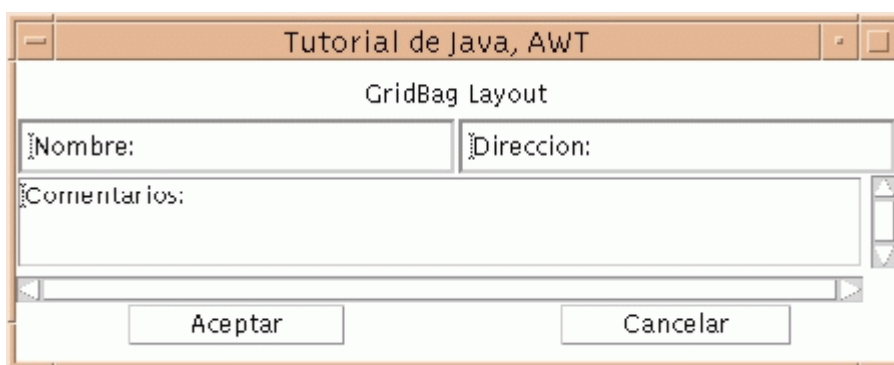 Tutorial de Java, AWT
GridBag Layout
Nombre:
Direccion:
Comentarios:
Aceptar
Cancelar